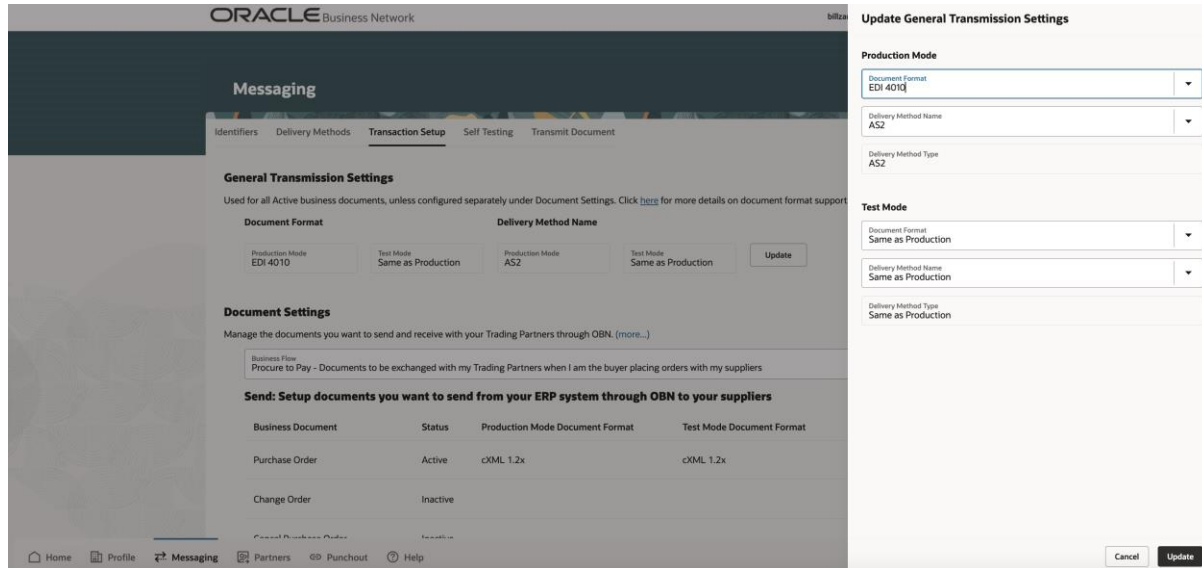 ORACLE Business Network
billza
Messaging
Identifiers Delivery Methods Transaction Setup Self Testing Transmit Document
General Transmission Settings
Used for all Active business documents, unless configured separately under Document Settings. Click here for more details on document format support
Document Format Delivery Method Name
Production Mode Test Mode Production Mode Test Mode
EDI 4010 Same as Production AS2 Same as Production Update
Document Settings
Manage the documents you want to send and receive with your Trading Partners through OBN. (more...)
Business Flow
Procure to Pay - Documents to be exchanged with my Trading Partners when I am the buyer placing orders with my suppliers
Send: Setup documents you want to send from your ERP system through OBN to your suppliers
Business Document Status Production Mode Document Format Test Mode Document Format
Purchase Order Active cXML 1.2x cXML 1.2x
Change Order Inactive
Cancel Purchase Order Inactive
Home Profile Messaging Partners Punchout Help
Update General Transmission Settings
Production Mode
Document Format
EDI 4010
Delivery Method Name
AS2
Delivery Method Type
AS2
Test Mode
Document Format
Same as Production
Delivery Method Name
Same as Production
Delivery Method Type
Same as Production
Cancel Update